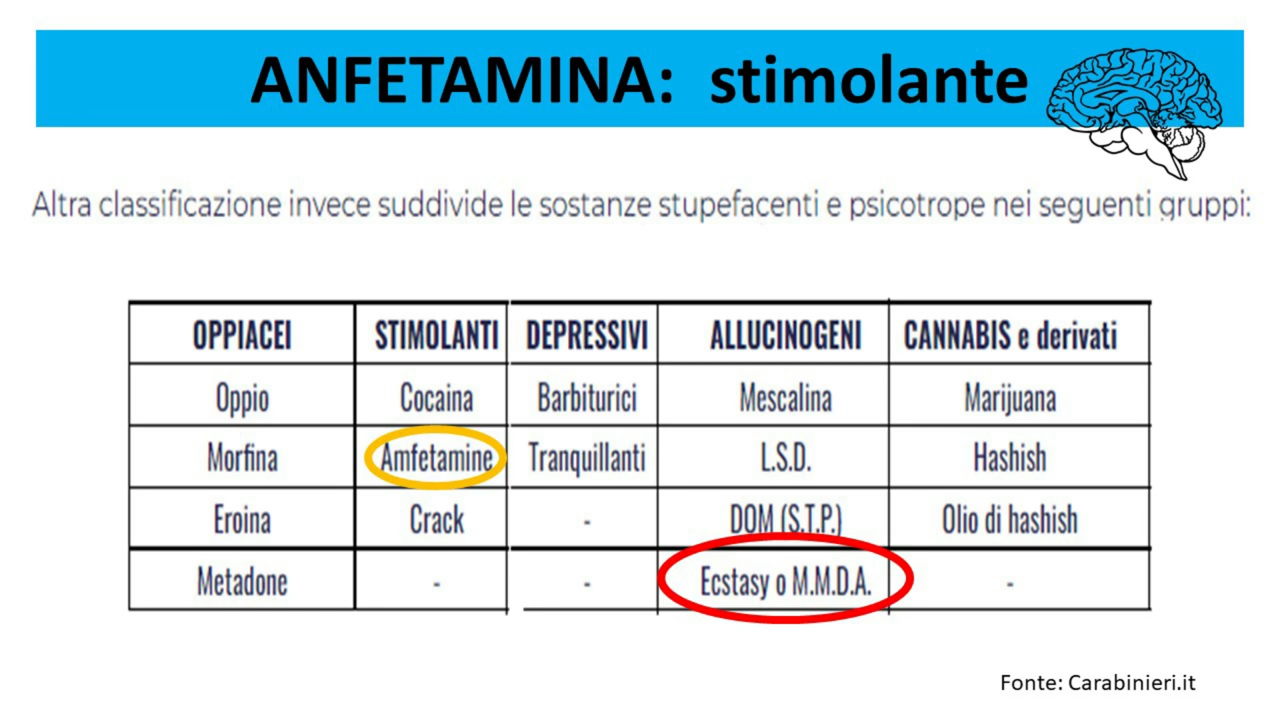 ANFETAMINA: stimolante
Altra classificazione invece suddivide le sostanze stupefacenti e psicotrope nei seguenti gruppi:
OPPIACEI STIMOLANTI DEPRESSIVI ALLUCINOGENI CANNABIS e derivati
Oppio Cocaina Barbiturici Mescalina Marijuana
Morfina Amfetamine Tranquillanti L.S.D. Hashish
Eroina Crack - DOM (S.T.P.) Olio di hashish
Metadone - - Ecstasy o M.M.D.A. -
Fonte: Carabinieri.it